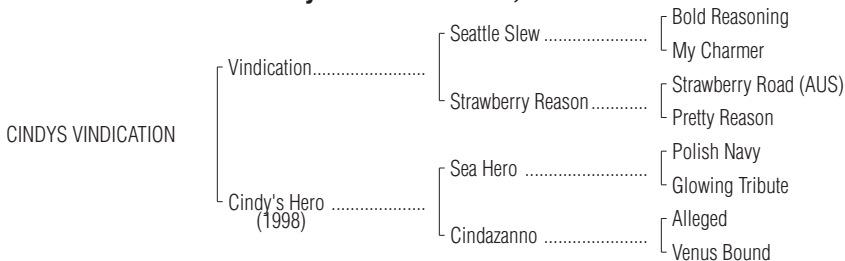 Bold Reasoning
Seattle Slew ......................
My Charmer
Vindication........................
Strawberry Road (AUS)
Strawberry Reason............
Pretty Reason
CINDYS VINDICATION
Polish Navy
Sea Hero ..........................
Glowing Tribute
Cindy's Hero ....................
(1998)
Alleged
Cindazanno ......................
Venus Bound